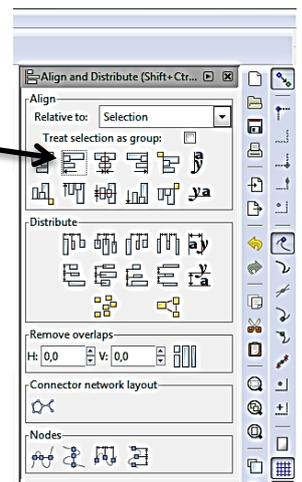 Align and Distribute (Shift+Ctr...
Align
Relative to: Selection
Treat selection as group:
Distribute
Remove overlaps
H: 0,0 V: 0,0
Connector network layout
Nodes